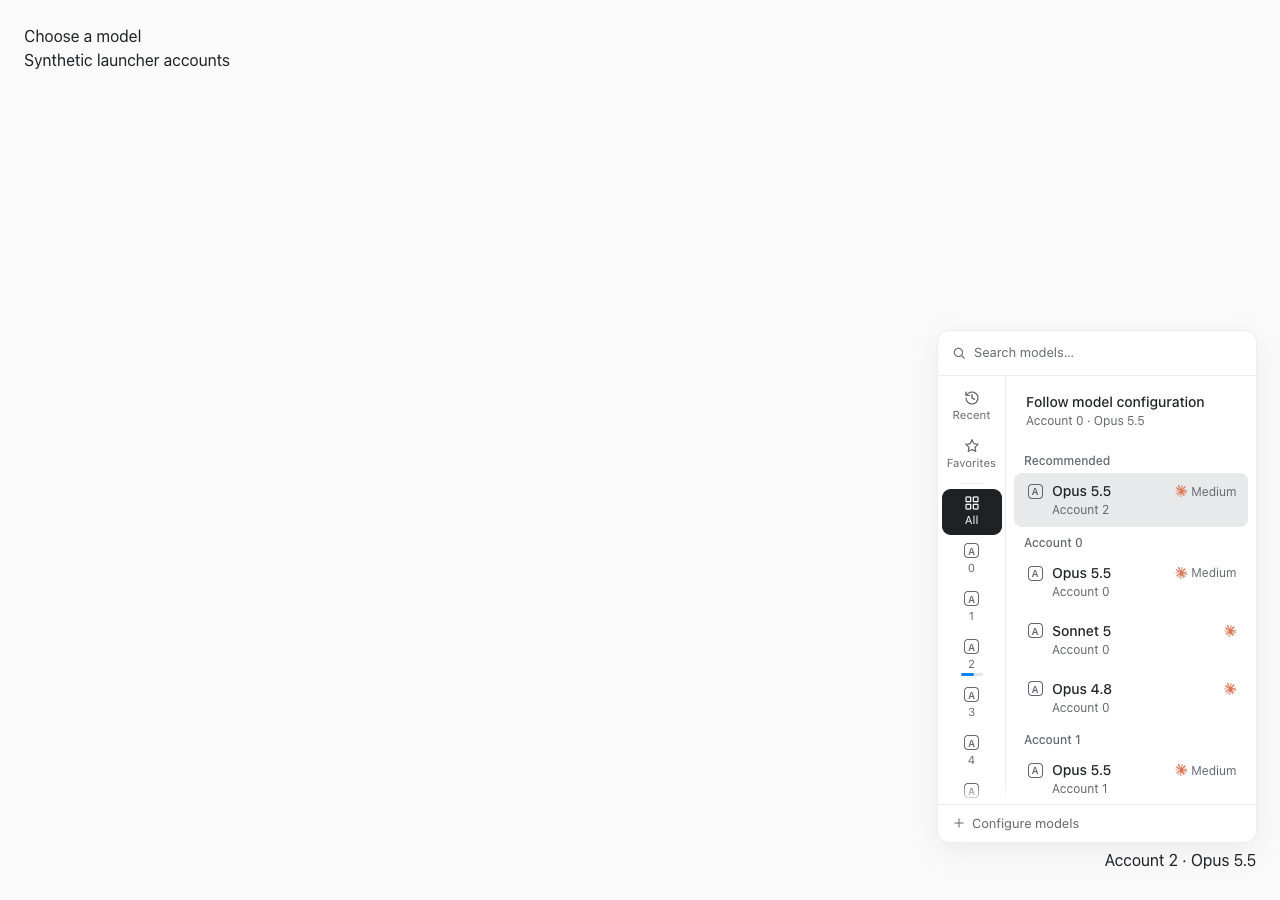 Choose a model
Synthetic launcher accounts
Search models...
Recent
Favorites
All
A
0
A
1
A
2
A
3
A
4
A
Follow model configuration
Account 0 · Opus 5.5
Recommended
A Opus 5.5 Medium
Account 2
Account 0
A Opus 5.5 Medium
Account 0
A Sonnet 5
Account 0
A Opus 4.8
Account 0
Account 1
A Opus 5.5 Medium
Account 1
Configure models
Account 2 · Opus 5.5